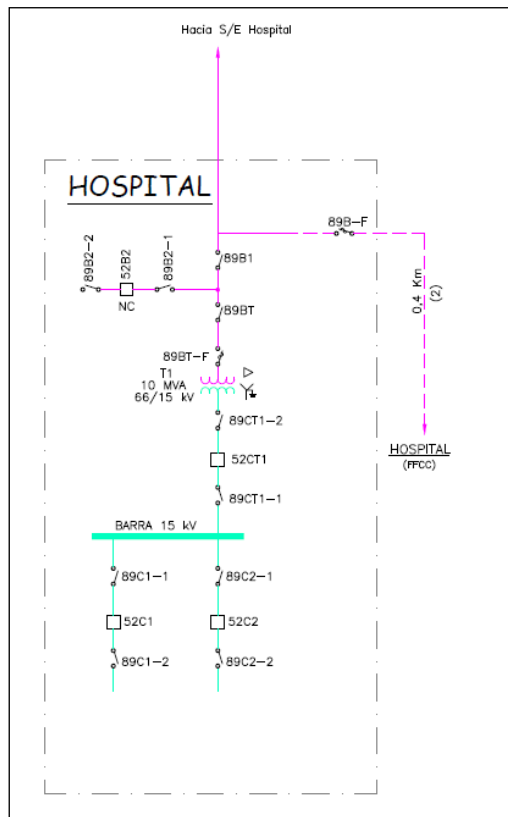 Hacia S/E Hospital
HOSPITAL
89B-F
89B2-2
52B2
89B2-1
89B1
NC
89BT
0,4 Km
(2)
89BT-F
T1
10 MVA
66/15 kV
89CT1-2
52CT1
HOSPITAL
(FFCC)
89CT1-1
BARRA 15 kV
89C1-1
89C2-1
52C1
52C2
89C1-2
89C2-2